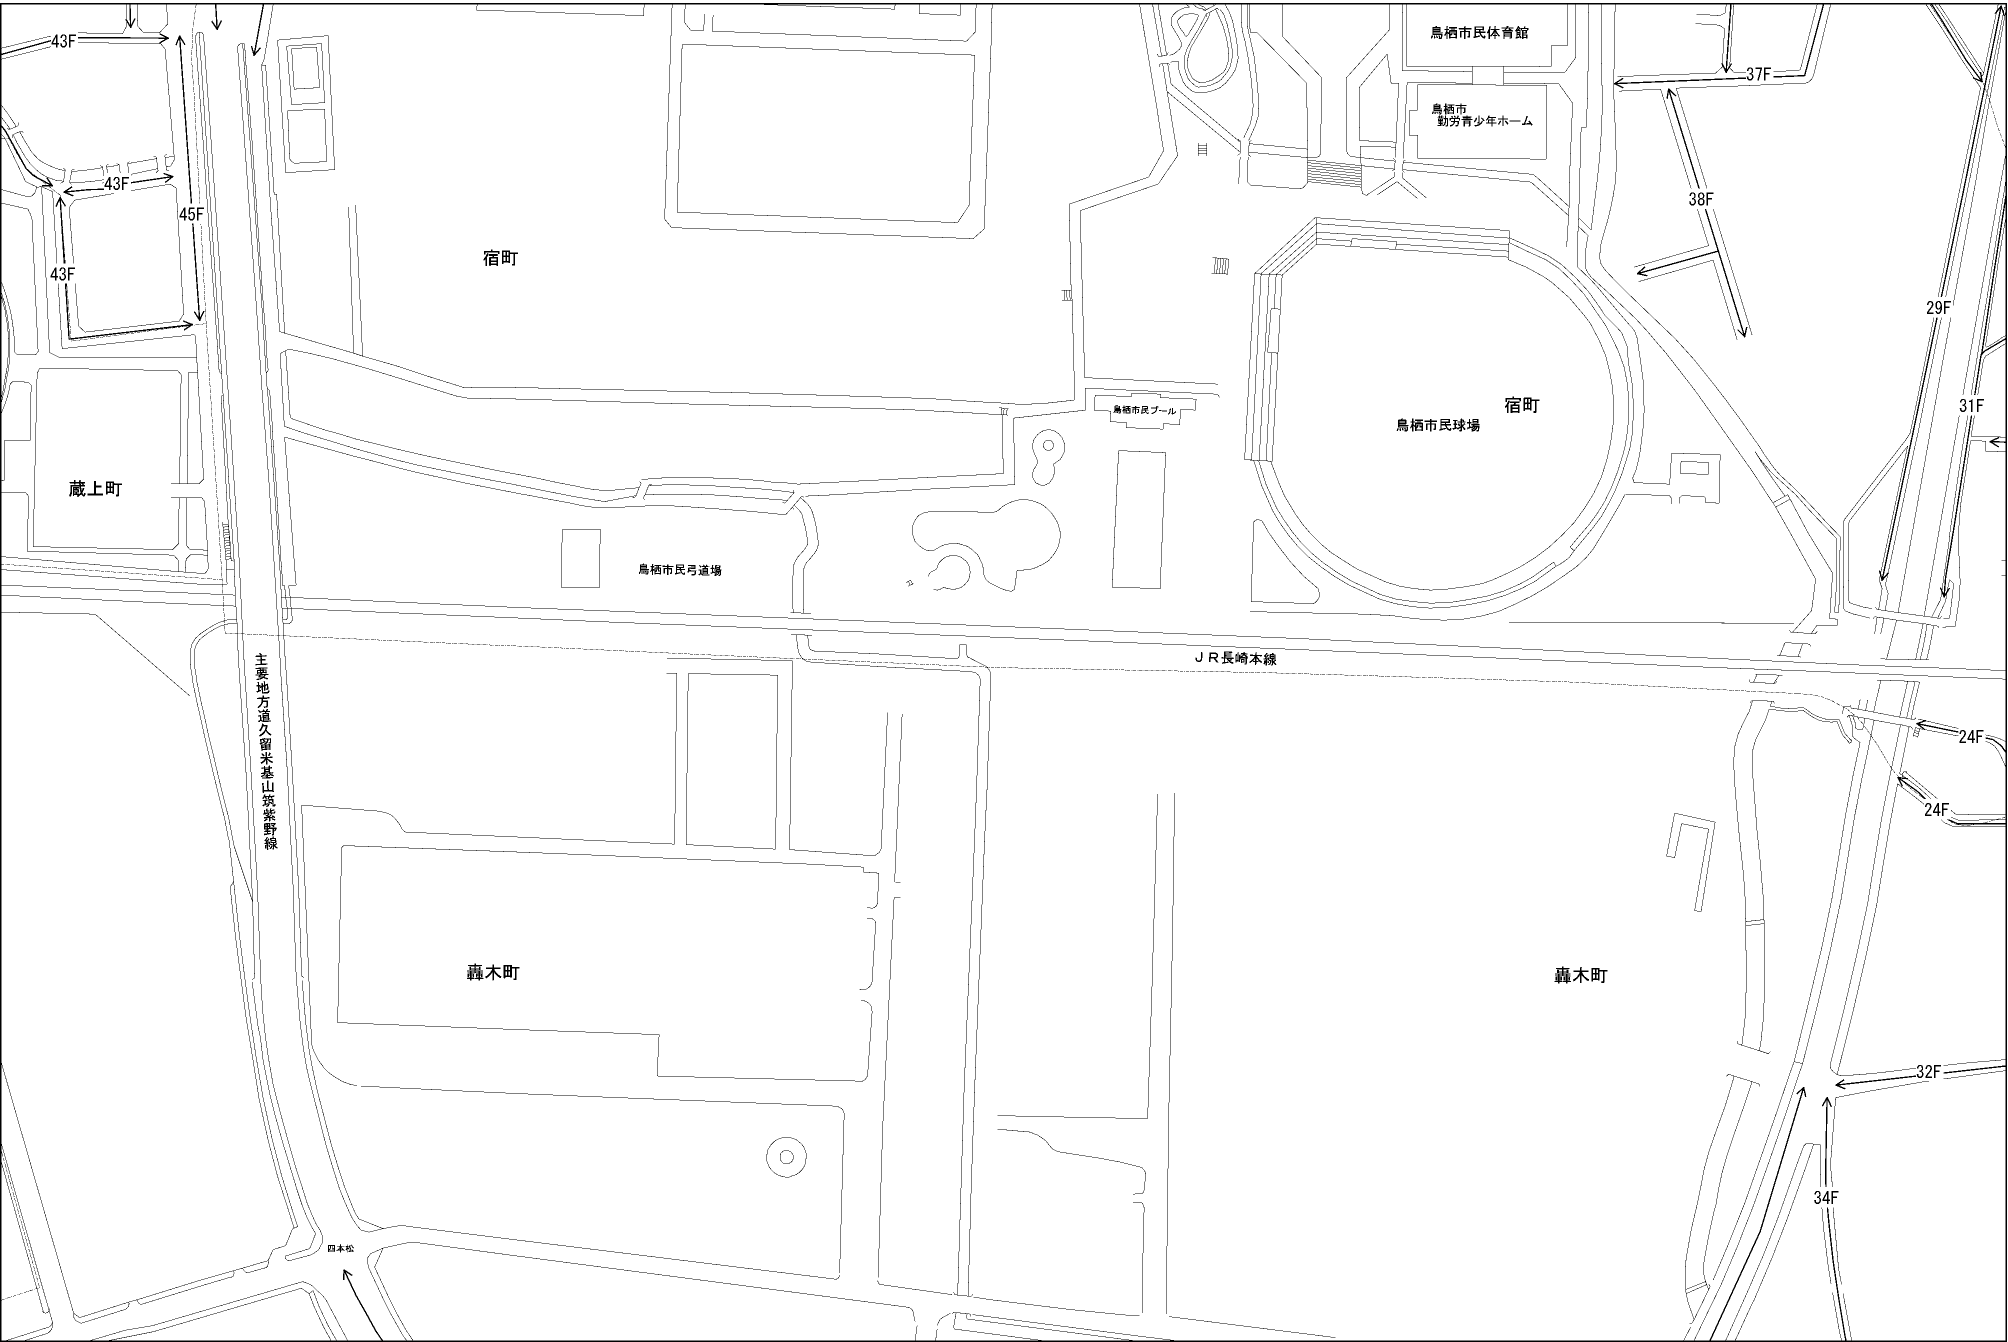 43F
鳥栖市民体育館
37F
鳥栖市
勤労青少年ホーム
43F
45F
38F
宿町
43F
29F
宿町
31F
鳥栖市民プール
鳥栖市民球場
蔵上町
鳥栖市民弓道場
ＪＲ長崎本線
主要地方道久留米基山筑紫野線
24F
24F
轟木町
轟木町
32F
34F
四本松